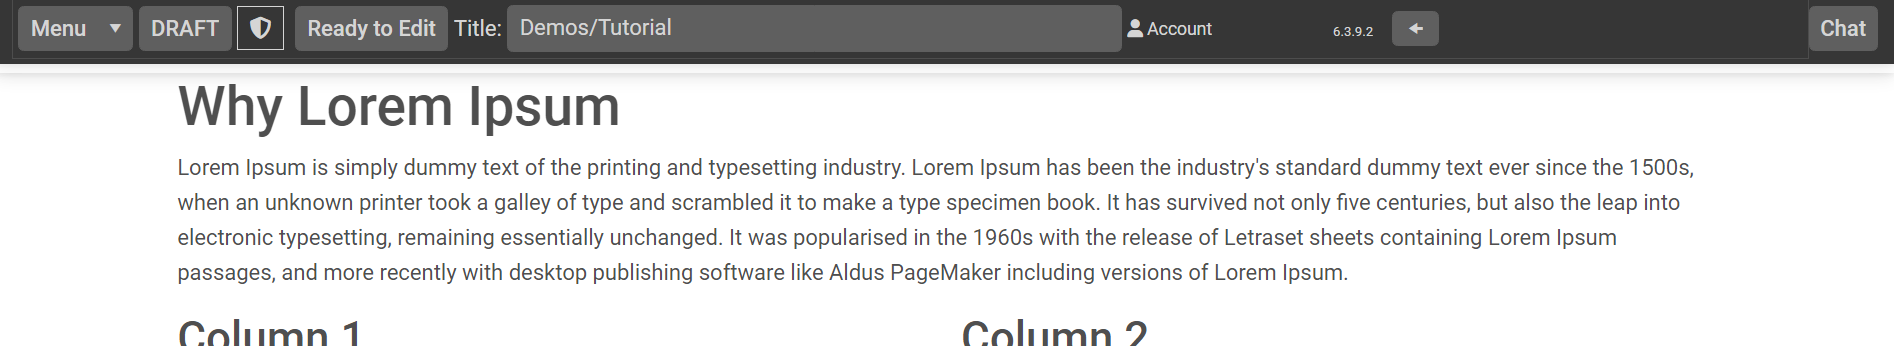 Menu DRAFT Ready to Edit Title: Demos/Tutorial Account 6.3.9.2 Chat
Why Lorem Ipsum
Lorem Ipsum is simply dummy text of the printing and typesetting industry. Lorem Ipsum has been the industry's standard dummy text ever since the 1500s,
when an unknown printer took a galley of type and scrambled it to make a type specimen book. It has survived not only five centuries, but also the leap into
electronic typesetting, remaining essentially unchanged. It was popularised in the 1960s with the release of Letraset sheets containing Lorem Ipsum
passages, and more recently with desktop publishing software like Aldus PageMaker including versions of Lorem Ipsum.
Column 1 Column 2